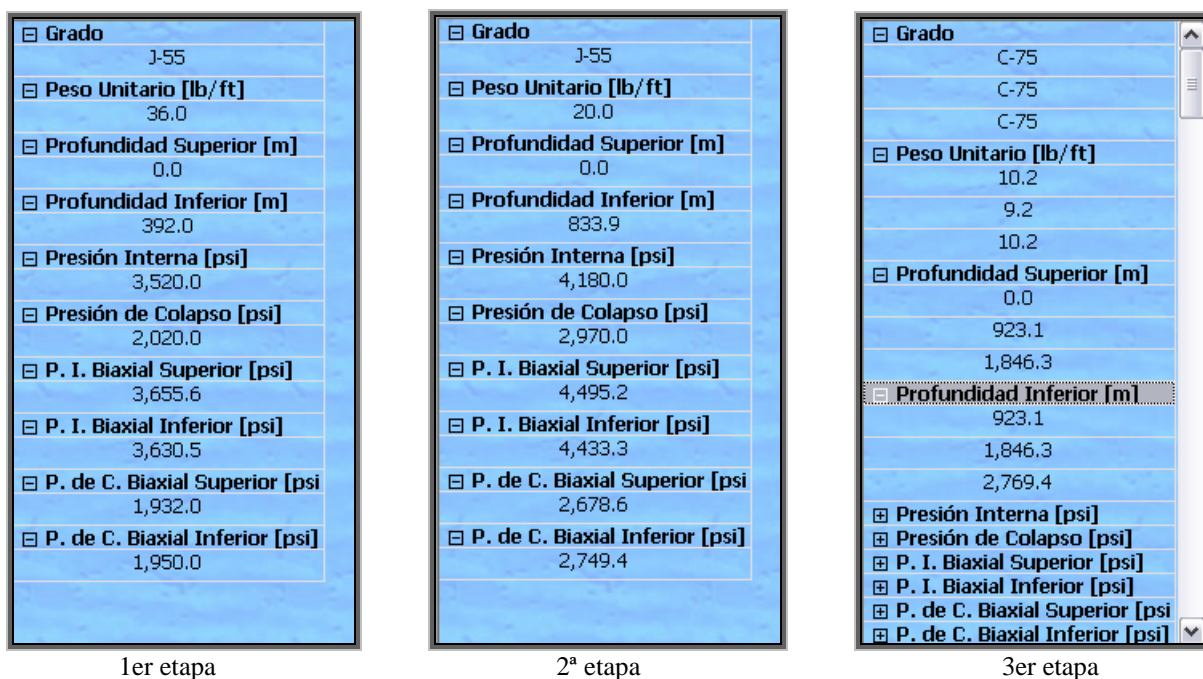 Grado
J-55
Peso Unitario [lb/ft]
36.0
Profundidad Superior [m]
0.0
Profundidad Inferior [m]
392.0
Presión Interna [psi]
3,520.0
Presión de Colapso [psi]
2,020.0
P. I. Biaxial Superior [psi]
3,655.6
P. I. Biaxial Inferior [psi]
3,630.5
P. de C. Biaxial Superior [psi
1,932.0
P. de C. Biaxial Inferior [psi]
1,950.0
1er etapa
Grado
J-55
Peso Unitario [lb/ft]
20.0
Profundidad Superior [m]
0.0
Profundidad Inferior [m]
833.9
Presión Interna [psi]
4,180.0
Presión de Colapso [psi]
2,970.0
P. I. Biaxial Superior [psi]
4,495.2
P. I. Biaxial Inferior [psi]
4,433.3
P. de C. Biaxial Superior [psi
2,678.6
P. de C. Biaxial Inferior [psi]
2,749.4
2ª etapa
Grado
C-75
C-75
C-75
Peso Unitario [lb/ft]
10.2
9.2
10.2
Profundidad Superior [m]
0.0
923.1
1,846.3
Profundidad Inferior [m]
923.1
1,846.3
2,769.4
Presión Interna [psi]
Presión de Colapso [psi]
P. I. Biaxial Superior [psi]
P. I. Biaxial Inferior [psi]
P. de C. Biaxial Superior [psi
P. de C. Biaxial Inferior [psi]
3er etapa